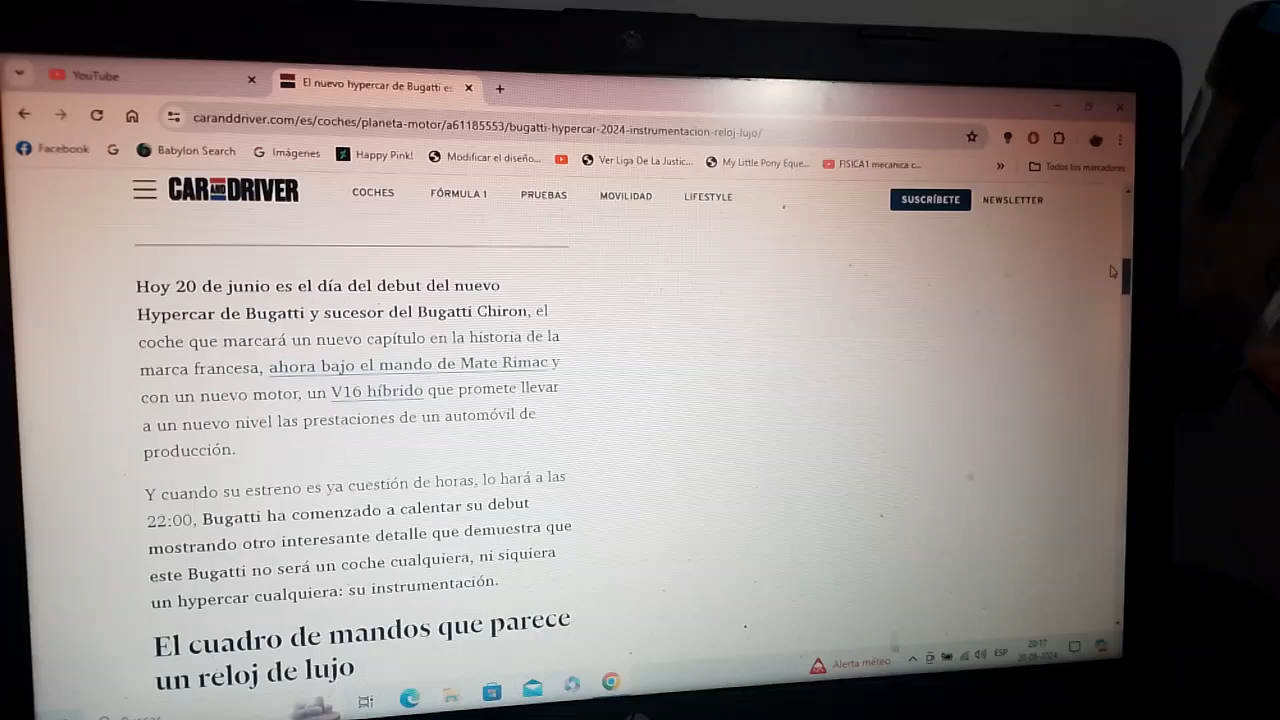 YouTube
El nuevo hypercar de Bugatti es
caranddriver.com/es/coches/planeta-motor/a61185553/bugatti-hypercar-2024-instrumentacion-reloj-lujo/
Facebook
Babylon Search
Imágenes
Happy Pink!
Modificar el diseño...
Ver Liga De La Justic...
My Little Pony Eque...
FISICA1 mecanica c...
»
Todos los marcadores
CAR AND DRIVER
COCHES
FÓRMULA 1
PRUEBAS
MOVILIDAD
LIFESTYLE
SUSCRÍBETE
NEWSLETTER
Hoy 20 de junio es el día del debut del nuevo
Hypercar de Bugatti y sucesor del Bugatti Chiron, el
coche que marcará un nuevo capítulo en la historia de la
marca francesa, ahora bajo el mando de Mate Rimac y
con un nuevo motor, un V16 híbrido que promete llevar
a un nuevo nivel las prestaciones de un automóvil de
producción.
Y cuando su estreno es ya cuestión de horas, lo hará a las
22:00, Bugatti ha comenzado a calentar su debut
mostrando otro interesante detalle que demuestra que
este Bugatti no será un coche cualquiera, ni siquiera
un hypercar cualquiera: su instrumentación.
El cuadro de mandos que parece
un reloj de lujo
Alerta méteo
ESP
20:17